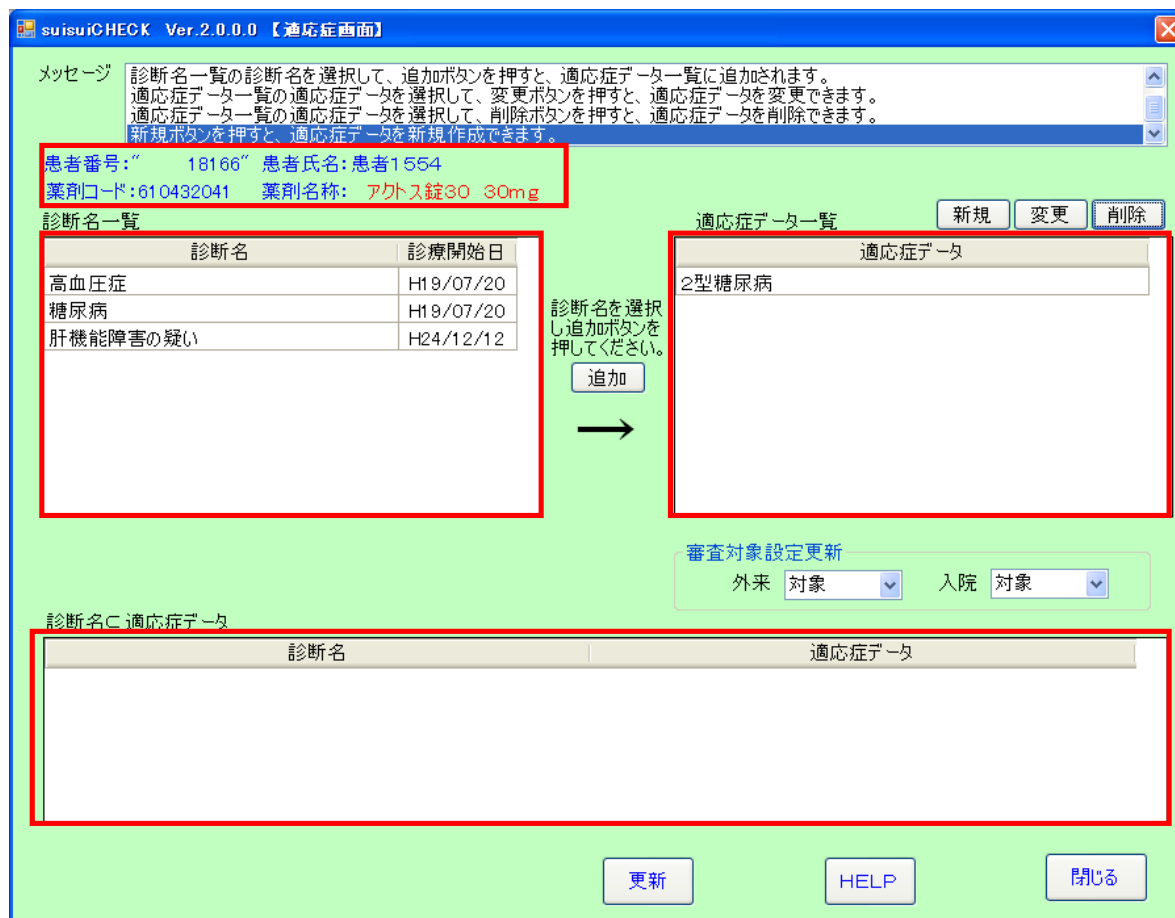 suisuiCHECK Ver.2.0.0.0 【適応症画面】
メッセージ
診断名一覧の診断名を選択して、追加ボタンを押すと、適応症データ一覧に追加されます。
適応症データ一覧の適応症データを選択して、変更ボタンを押すと、適応症データを変更できます。
適応症データ一覧の適応症データを選択して、削除ボタンを押すと、適応症データを削除できます。
新規ボタンを押すと、適応症データを新規作成できます。
患者番号:" 18166" 患者氏名:患者1554
薬剤コード:610432041 薬剤名称: アクトス錠30 30mg
診断名一覧
適応症データ一覧 新規 変更 削除
診断名 診療開始日
高血圧症 H19/07/20
糖尿病 H19/07/20
肝機能障害の疑い H24/12/12
診断名を選択
し追加ボタンを
押してください。
追加
→
適応症データ
2型糖尿病
審査対象設定更新
外来 対象 入院 対象
診断名⊂適応症データ
診断名 適応症データ
更新 HELP 閉じる